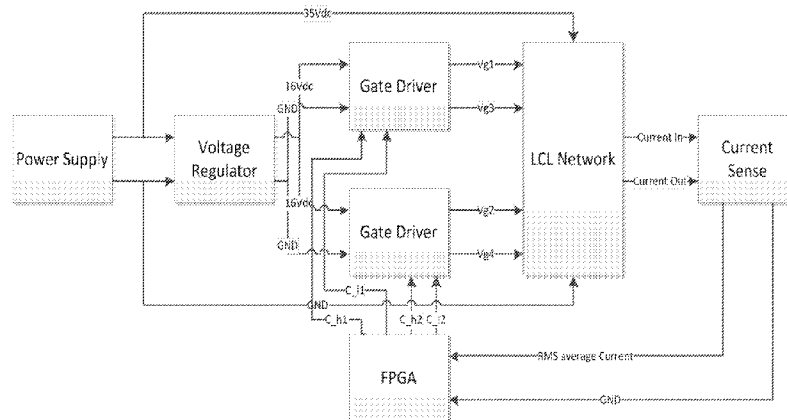 35Vdc
Power Supply
Voltage
Regulator
16Vdc
GND
Gate Driver
Vg1
Vg3
LCL Network
Current In
Current Out
Current
Sense
16Vdc
GND
Gate Driver
Vg2
Vg4
GND
C_l1
C_h1
C_h2
C_l2
FPGA
RMS average Current
GND